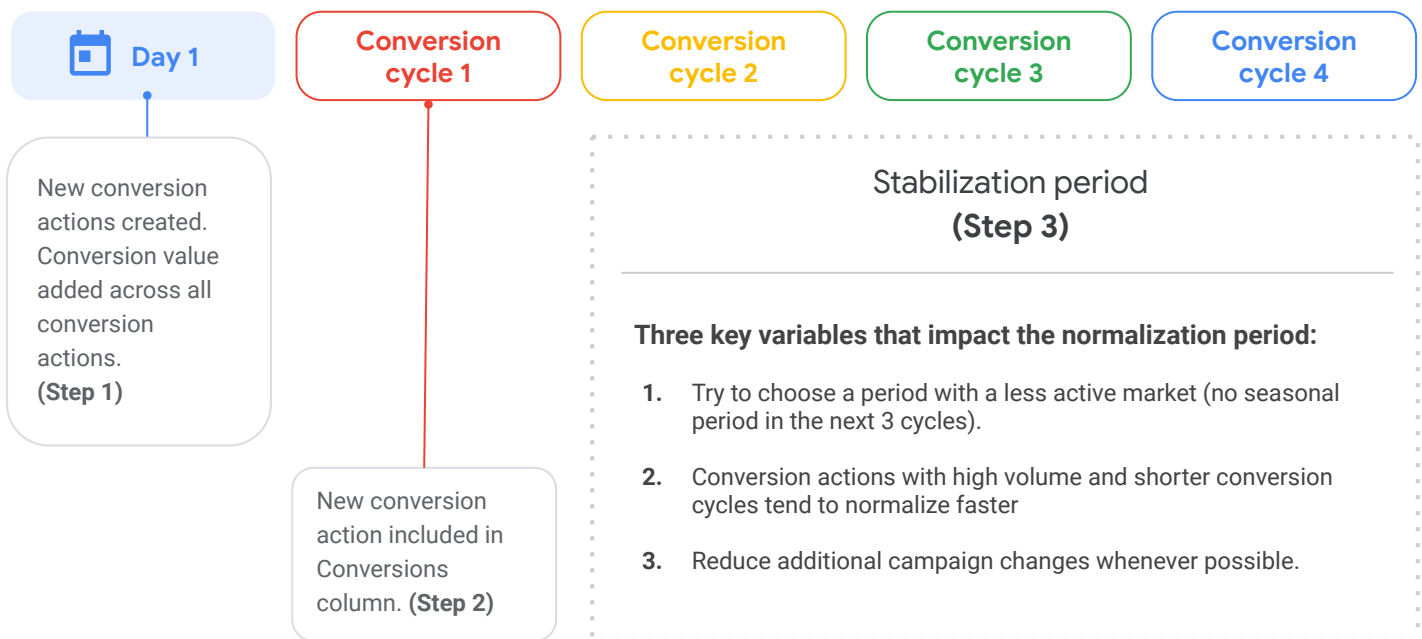 Day 1
Conversion
cycle 1
Conversion
cycle 2
Conversion
cycle 3
Conversion
cycle 4
New conversion
actions created.
Conversion value
added across all
conversion
actions.
(Step 1)
New conversion
action included in
Conversions
column. (Step 2)
Stabilization period
(Step 3)
Three key variables that impact the normalization period:
1. Try to choose a period with a less active market (no seasonal
period in the next 3 cycles).
2. Conversion actions with high volume and shorter conversion
cycles tend to normalize faster
3. Reduce additional campaign changes whenever possible.